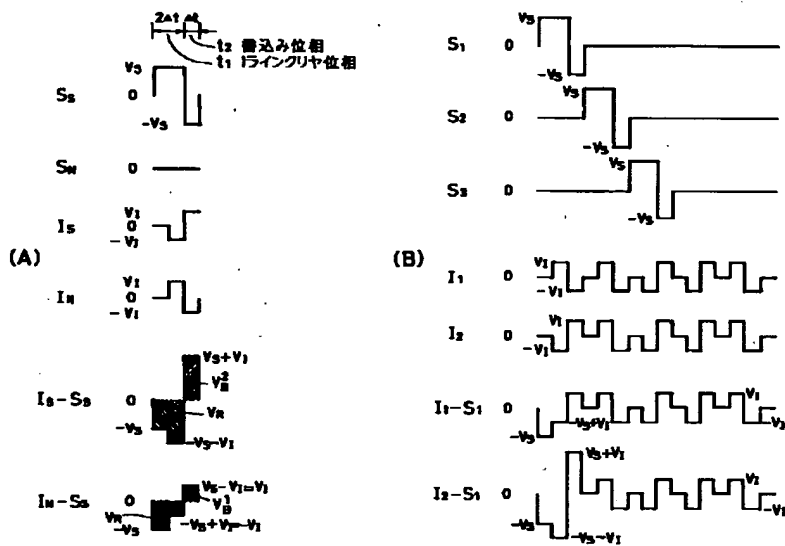 2Δt Δt
t₂ 書込み位相
t₁ 1ラインクリヤ位相
S_S
V_S
0
-V_S
S_N
0
I_S
V_I
0
-V_I
(A)
I_N
V_I
0
-V_I
I_S-S_S
0
V_S+V_I
V_B²
V_R
-V_S
-V_S-V_I
I_N-S_S
0
V_S-V_I=V_I
V_B¹
V_R
-V_S
-V_S+V_I=-V_I
S₁
0
V_S
-V_S
S₂
0
V_S
-V_S
S₃
0
V_S
-V_S
(B)
I₁
V_I
0
-V_I
I₂
V_I
0
-V_I
I₁-S₁
0
-V_S
-V_S+V_I
V_I
I₂-S₁
0
V_S+V_I
V_I
-V_I
-V_S
-V_S-V_I